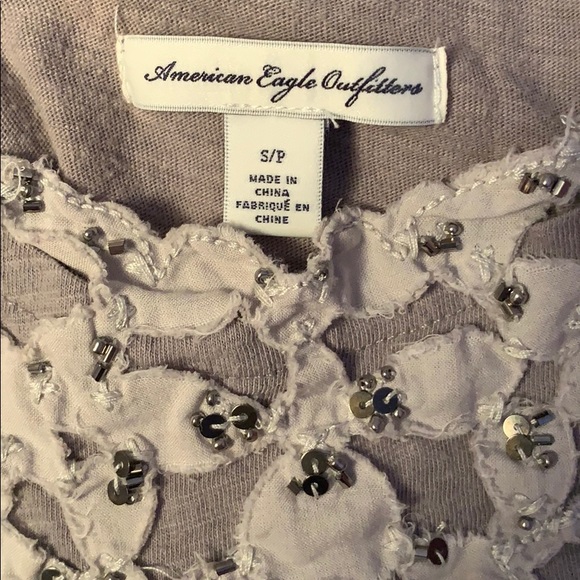 American Eagle Outfitters
S/P
MADE IN
CHINA
FABRIQUÉ EN
CHINE